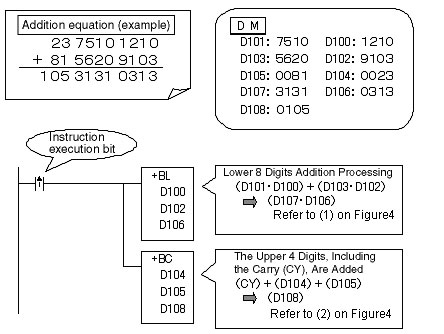 Addition equation (example)
23 7510 1210
+ 81 5620 9103
105 3131 0313
D M
D101: 7510 D100: 1210
D103: 5620 D102: 9103
D105: 0081 D104: 0023
D107: 3131 D106: 0313
D108: 0105
Instruction
execution bit
+BL
D100
D102
D106
Lower 8 Digits Addition Processing
(D101・D100) + (D103・D102)
(D107・D106)
Refer to (1) on Figure4
+BC
D104
D105
D108
The Upper 4 Digits, Including
the Carry (CY), Are Added
(CY) + (D104) + (D105)
(D108)
Refer to (2) on Figure4